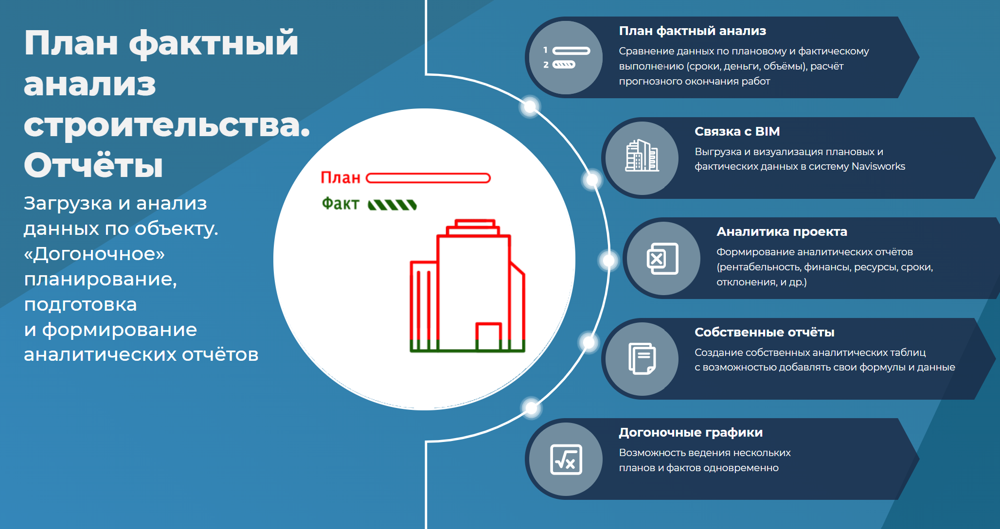 План фактный
анализ
строительства.
Отчёты
Загрузка и анализ
данных по объекту.
«Догоночное»
планирование,
подготовка
и формирование
аналитических отчётов
План
Факт
1
2
План фактный анализ
Сравнение данных по плановому и фактическому
выполнению (сроки, деньги, объёмы), расчёт
прогнозного окончания работ
Связка с BIM
Выгрузка и визуализация плановых и
фактических данных в систему Navisworks
Аналитика проекта
Формирование аналитических отчётов
(рентабельность, финансы, ресурсы, сроки,
отклонения, и др.)
Собственные отчёты
Создание собственных аналитических таблиц
с возможностью добавлять свои формулы и данные
√x
Догоночные графики
Возможность ведения нескольких
планов и фактов одновременно